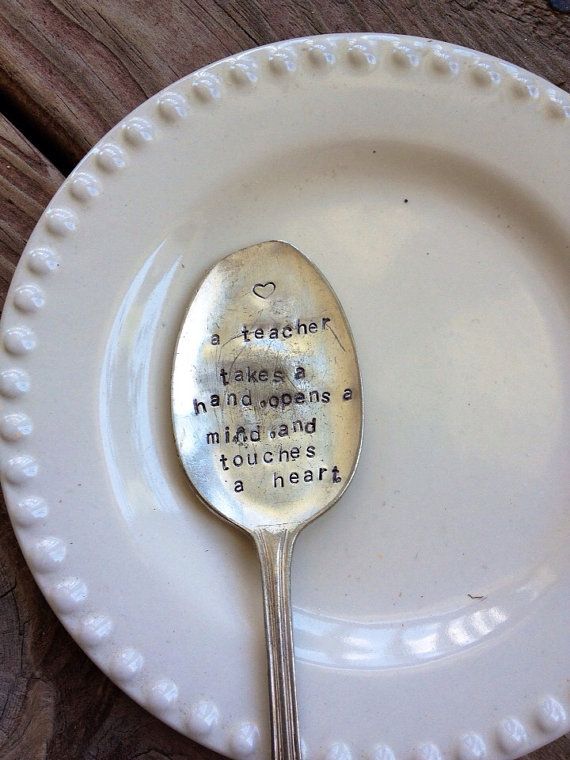 a teacher
takes a
hand.opens a
mind.and
touches
a heart